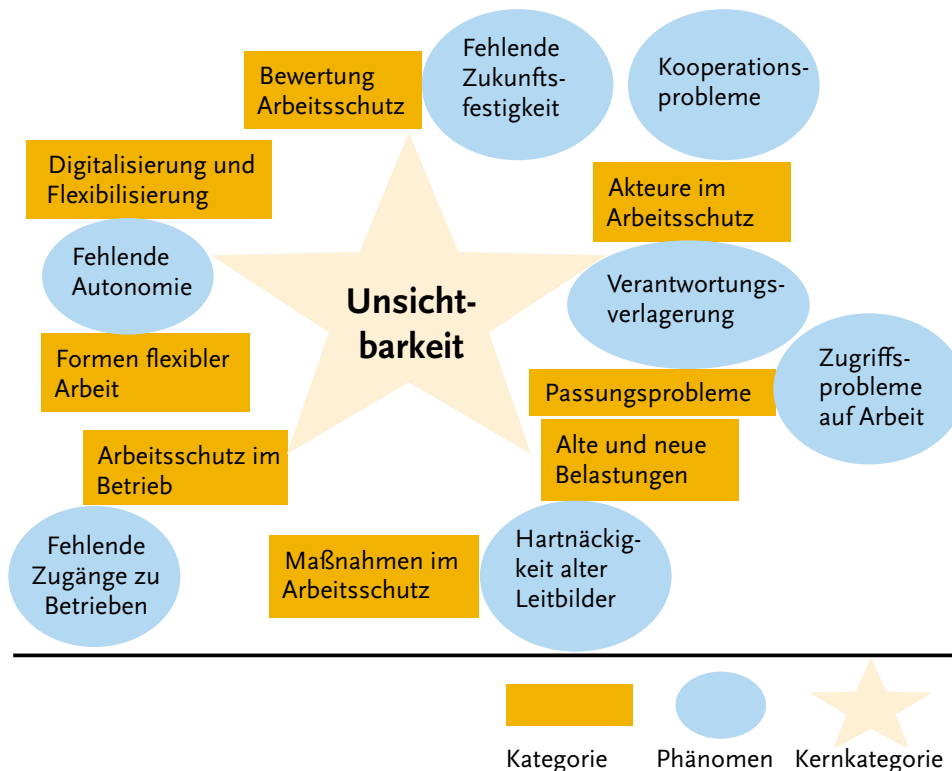 Bewertung
Arbeitsschutz
Fehlende
Zukunfts-
festigkeit
Kooperations-
probleme
Digitalisierung und
Flexibilisierung
Akteure im
Arbeitsschutz
Fehlende
Autonomie
Unsicht-
barkeit
Verantwortungs-
verlagerung
Formen flexibler
Arbeit
Passungsprobleme
Zugriffs-
probleme
auf Arbeit
Arbeitsschutz im
Betrieb
Alte und neue
Belastungen
Fehlende
Zugänge zu
Betrieben
Maßnahmen im
Arbeitsschutz
Hartnäckig-
keit alter
Leitbilder
Kategorie
Phänomen
Kernkategorie